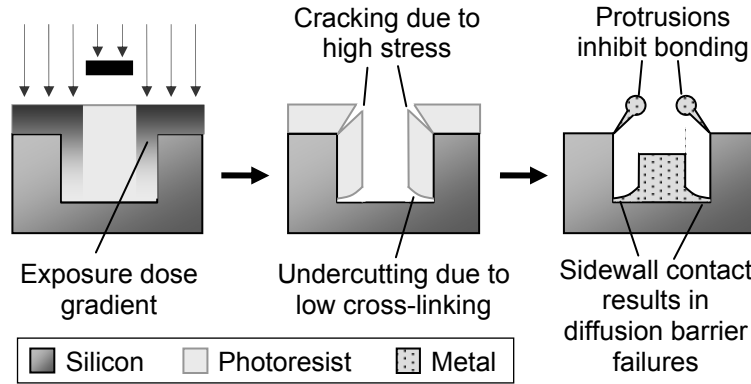 Cracking due to
high stress
Protrusions
inhibit bonding
Exposure dose
gradient
Undercutting due to
low cross-linking
Sidewall contact
results in
diffusion barrier
failures
Silicon
Photoresist
Metal